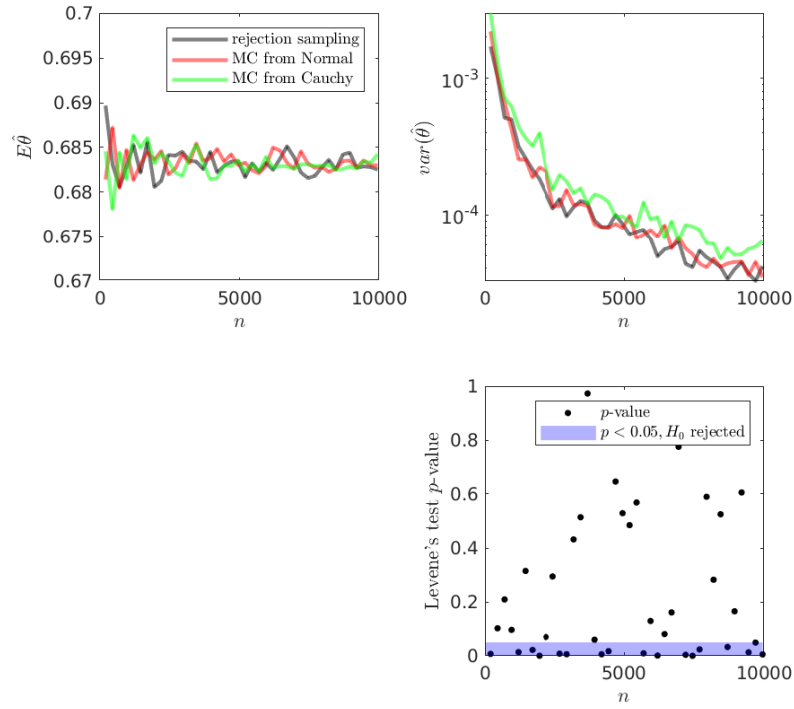 0.7
0.695
0.69
0.685
0.68
0.675
0.67
Eθ̂
0
5000
10000
n
rejection sampling
MC from Normal
MC from Cauchy
10⁻³
10⁻⁴
var(θ̂)
0
5000
10000
n
1
0.8
0.6
0.4
0.2
0
Levene's test p-value
0
5000
10000
n
p-value
p < 0.05, H₀ rejected